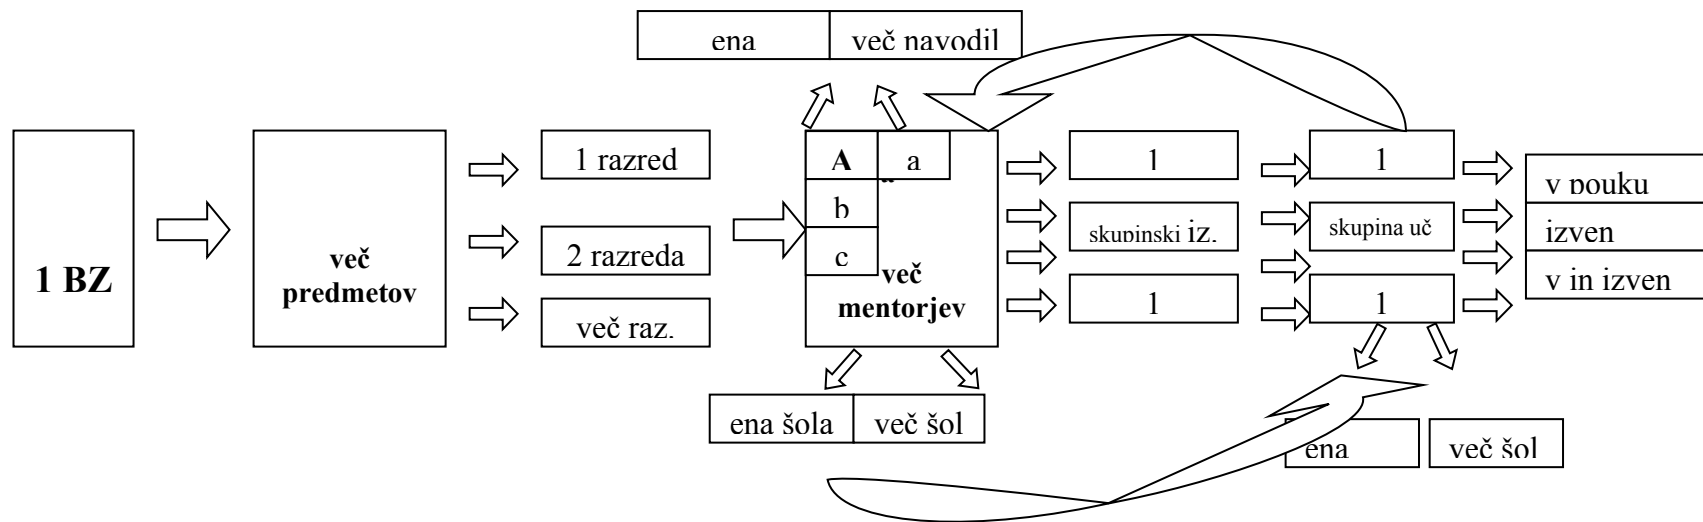 ena
več navodil
1 BZ
več
predmetov
1 razred
2 razreda
več raz.
A
a
b
c
več
mentorjev
1
skupinski iz.
1
1
skupina uč
1
v pouku
izven
v in izven
ena šola
več šol
ena
več šol